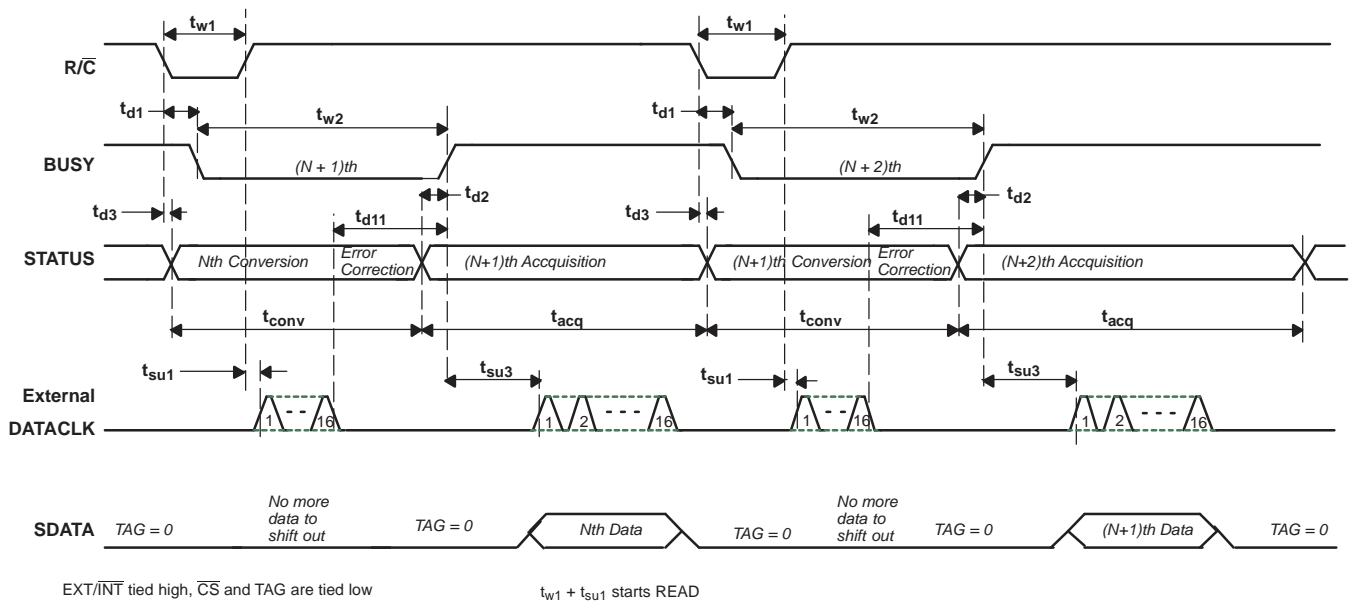 tw1 tw1
R/C̅
td1 tw2 td1 tw2
BUSY (N + 1)th (N + 2)th
td2 td2
td3 td11 td3 td11
STATUS Nth Conversion Error Correction (N+1)th Accquisition (N+1)th Conversion Error Correction (N+2)th Accquisition
tconv tacq tconv tacq
tsu1 tsu3 tsu1 tsu3
External
DATACLK 1 - - 16 1 2 - - - 16 1 - - 16 1 2 - - - 16
SDATA TAG = 0 No more data to shift out TAG = 0 Nth Data TAG = 0 No more data to shift out TAG = 0 (N+1)th Data TAG = 0
EXT/I̅N̅T̅ tied high, C̅S̅ and TAG are tied low tw1 + tsu1 starts READ